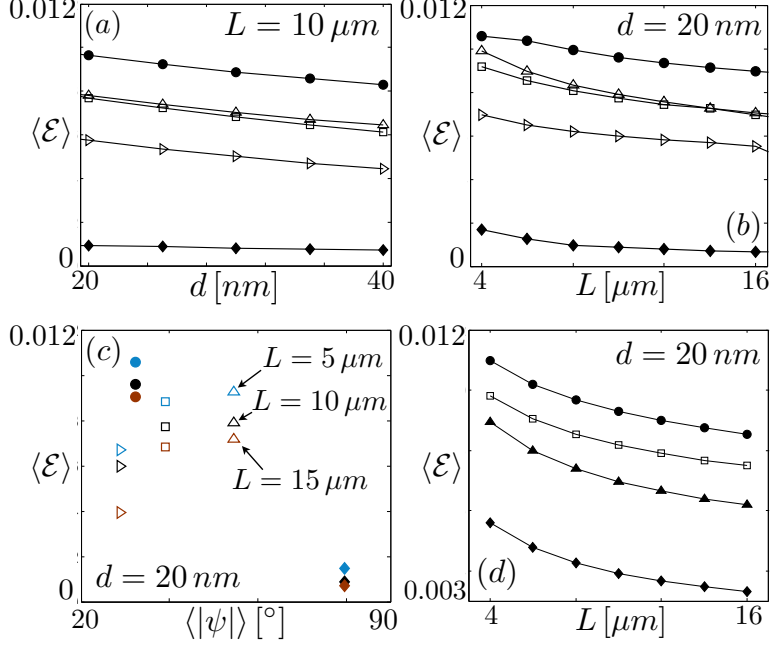 0.012
(a)
L = 10 μm
⟨ℰ⟩
0
20
d [nm]
40
0.012
d = 20 nm
⟨ℰ⟩
(b)
0
4
L [μm]
16
0.012
(c)
L = 5 μm
L = 10 μm
⟨ℰ⟩
L = 15 μm
0
d = 20 nm
20
⟨|ψ|⟩ [°]
90
0.012
d = 20 nm
⟨ℰ⟩
(d)
0.003
4
L [μm]
16